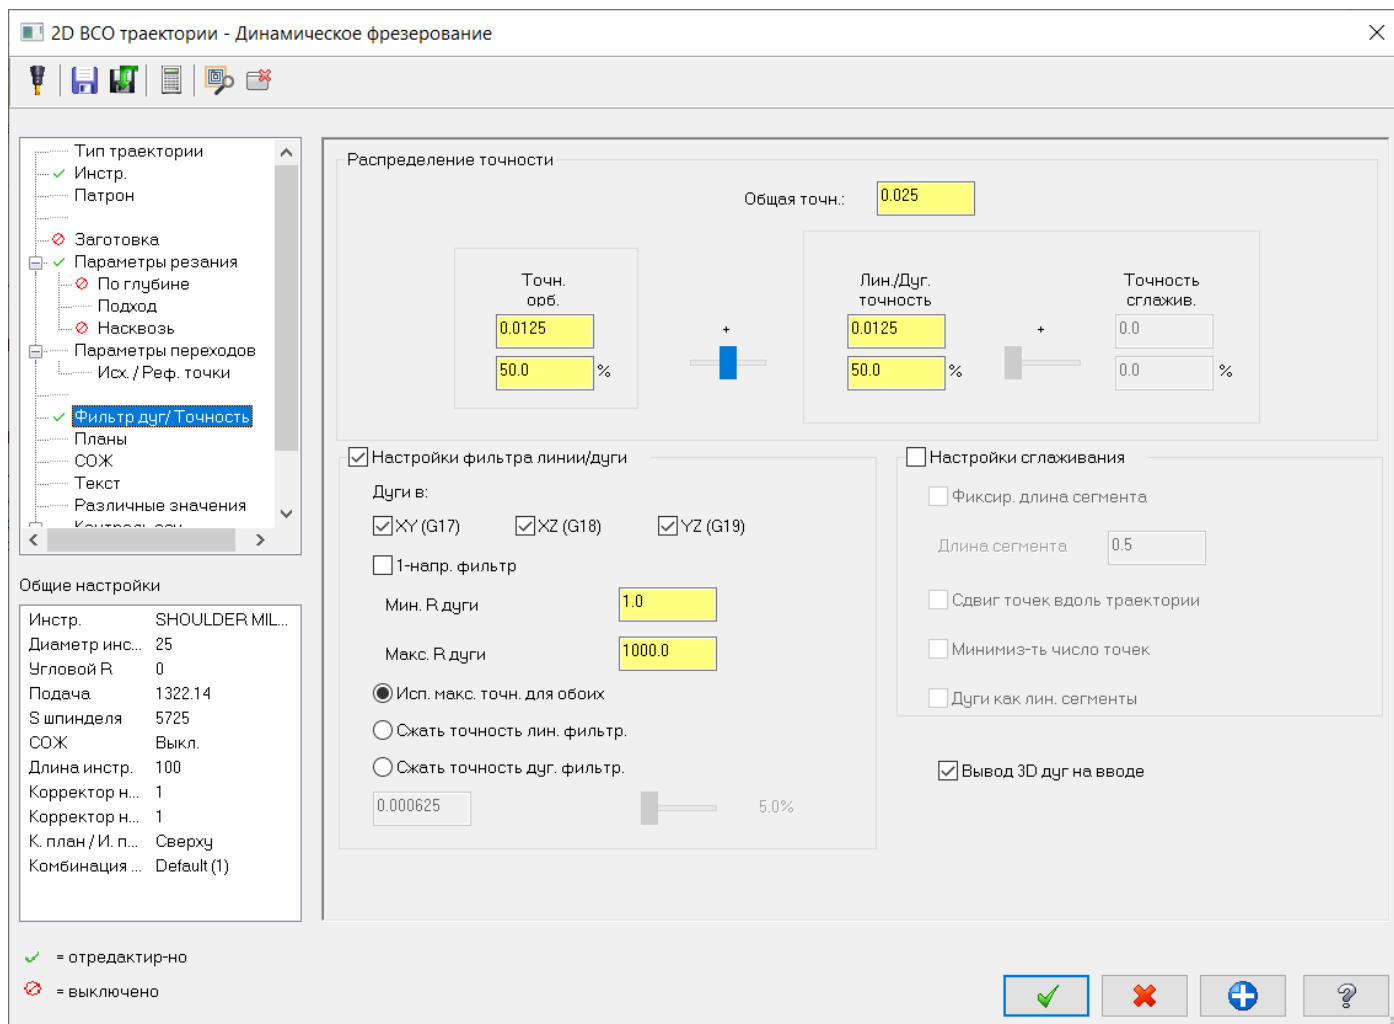 2D ВСО траектории - Динамическое фрезерование
Тип траектории
Инстр.
Патрон
Заготовка
Параметры резания
По глубине
Подход
Насквозь
Параметры переходов
Исх. / Реф. точки
Фильтр дуг/ Точность
Планы
СОЖ
Текст
Различные значения
Общие настройки
Инстр. SHOULDER MIL...
Диаметр инс... 25
Угловой R 0
Подача 1322.14
S шпинделя 5725
СОЖ Выкл.
Длина инстр. 100
Корректор н... 1
Корректор н... 1
К. план / И. п... Сверху
Комбинация ... Default (1)
= отредактир-но
= выключено
Распределение точности
Общая точн.: 0.025
Точн.
орб.
0.0125
50.0 %
+
Лин./Дуг.
точность
0.0125
50.0 %
+
Точность
сглажив.
0.0
0.0 %
Настройки фильтра линии/дуги
Дуги в:
XY (G17) XZ (G18) YZ (G19)
1-напр. фильтр
Мин. R дуги 1.0
Макс. R дуги 1000.0
Исп. макс. точн. для обоих
Сжать точность лин. фильтр.
Сжать точность дуг. фильтр.
0.000625 5.0%
Настройки сглаживания
Фиксир. длина сегмента
Длина сегмента 0.5
Сдвиг точек вдоль траектории
Минимиз-ть число точек
Дуги как лин. сегменты
Вывод 3D дуг на вводе